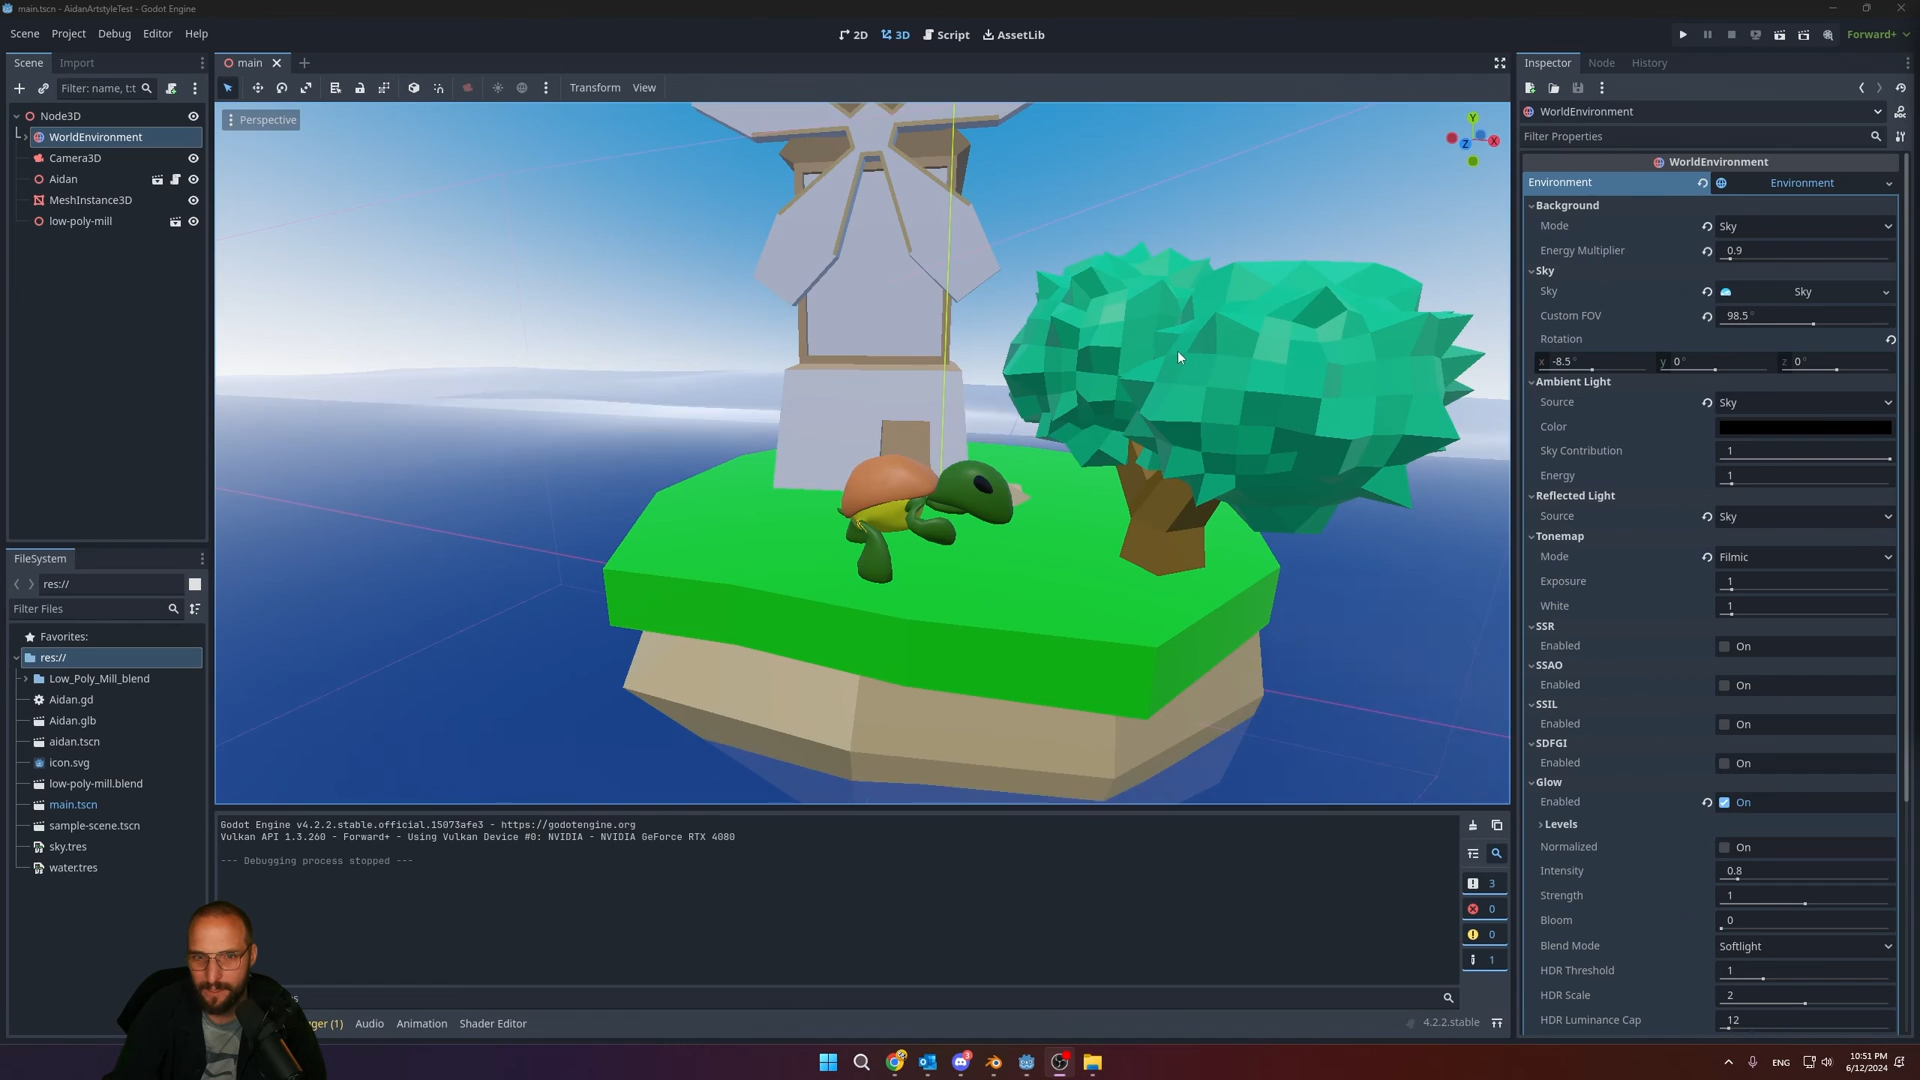 main.tscn - AidanArtstyleTest - Godot Engine
Scene Project Debug Editor Help
2D 3D Script AssetLib
Forward+
Scene Import
main
Inspector Node History
Filter: name, t:t
Transform View
Node3D
WorldEnvironment
Camera3D
Aidan
MeshInstance3D
low-poly-mill
Perspective
Y
X
Z
WorldEnvironment
Filter Properties
WorldEnvironment
Environment Environment
Background
Mode Sky
Energy Multiplier 0.9
Sky
Sky Sky
Custom FOV 98.5 °
Rotation
x -8.5 ° y 0 ° z 0 °
Ambient Light
Source Sky
Color
Sky Contribution 1
Energy 1
Reflected Light
Source Sky
Tonemap
Mode Filmic
Exposure 1
White 1
SSR
Enabled On
SSAO
Enabled On
SSIL
Enabled On
SDFGI
Enabled On
Glow
Enabled On
Levels
Normalized On
Intensity 0.8
Strength 1
Bloom 0
Blend Mode Softlight
HDR Threshold 1
HDR Scale 2
HDR Luminance Cap 12
FileSystem
res://
Filter Files
Favorites:
res://
Low_Poly_Mill_blend
Aidan.gd
Aidan.glb
aidan.tscn
icon.svg
low-poly-mill.blend
main.tscn
sample-scene.tscn
sky.tres
water.tres
Godot Engine v4.2.2.stable.official.15073afe3 - https://godotengine.org
Vulkan API 1.3.260 - Forward+ - Using Vulkan Device #0: NVIDIA - NVIDIA GeForce RTX 4080
--- Debugging process stopped ---
3
0
0
1
(1) Audio Animation Shader Editor
4.2.2.stable
3
ENG
10:51 PM
6/12/2024